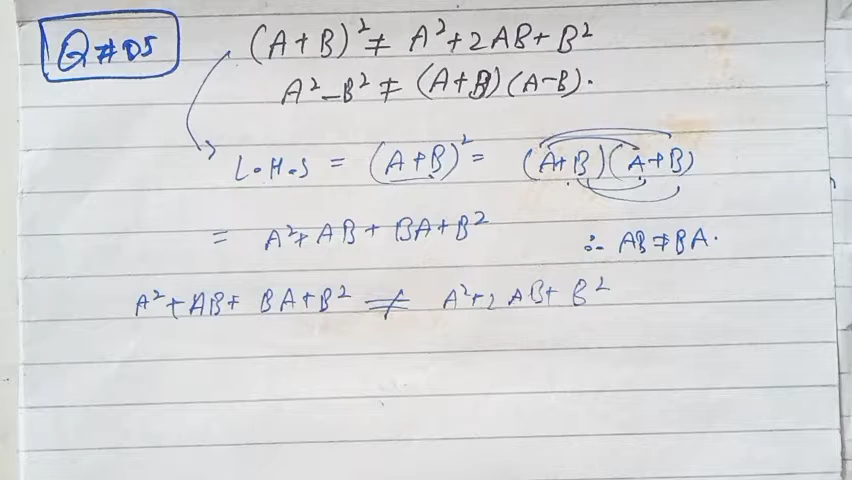 Q#05
(A+B)² ≠ A²+2AB+B²
A²-B² ≠ (A+B)(A-B).
L.H.S = (A+B)² = (A+B)(A+B)
= A²+AB+BA+B² ∴ AB≠BA.
A²+AB+BA+B² ≠ A²+2AB+B²